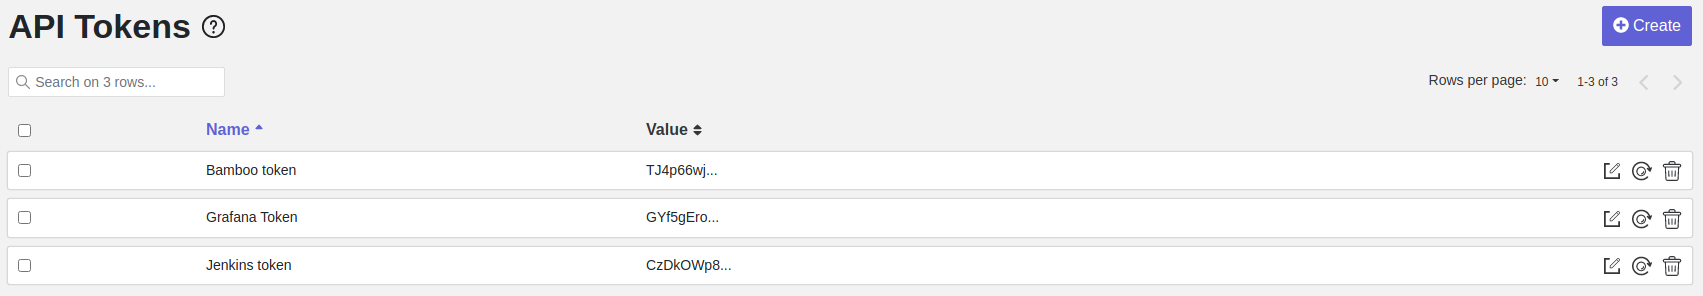 API Tokens ?
Create
Search on 3 rows...
Rows per page: 10 1-3 of 3
Name Value
Bamboo token TJ4p66wj...
Grafana Token GYf5gEro...
Jenkins token CzDkOWp8...